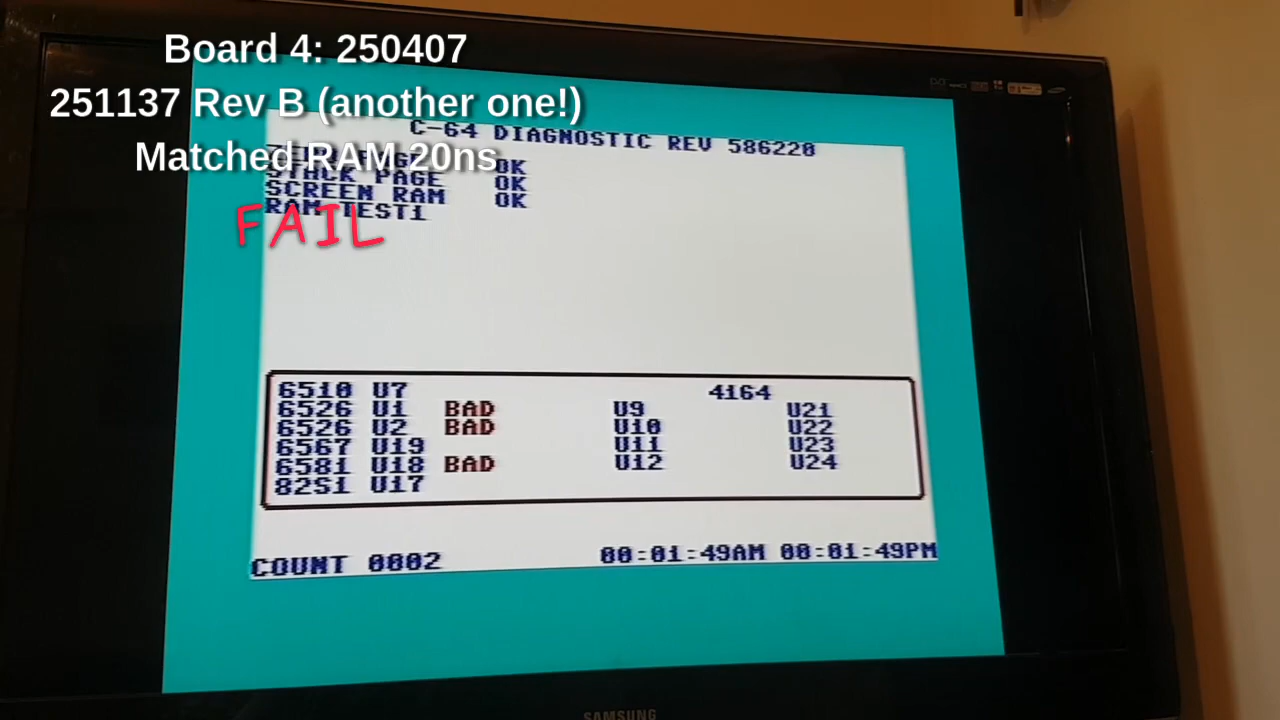 Board 4: 250407
251137 Rev B (another one!)
Matched RAM 20ns
FAIL
C-64 DIAGNOSTIC REV 586220
OK
STACK PAGE OK
SCREEN RAM OK
RAM TEST1
6510 U7 4164
6526 U1 BAD U9 U21
6526 U2 BAD U10 U22
6567 U19 U11 U23
6581 U18 BAD U12 U24
82S1 U17
COUNT 0002 00:01:49AM 00:01:49PM
SAMSUNG